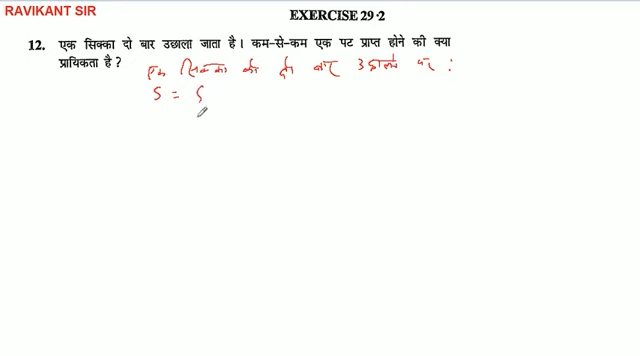 RAVIKANT SIR
EXERCISE 29·2
12. एक सिक्का दो बार उछाला जाता है। कम-से-कम एक पट प्राप्त होने की क्या
प्रायिकता है ?
एक सिक्का को दो बार उछालने पर :
S = {